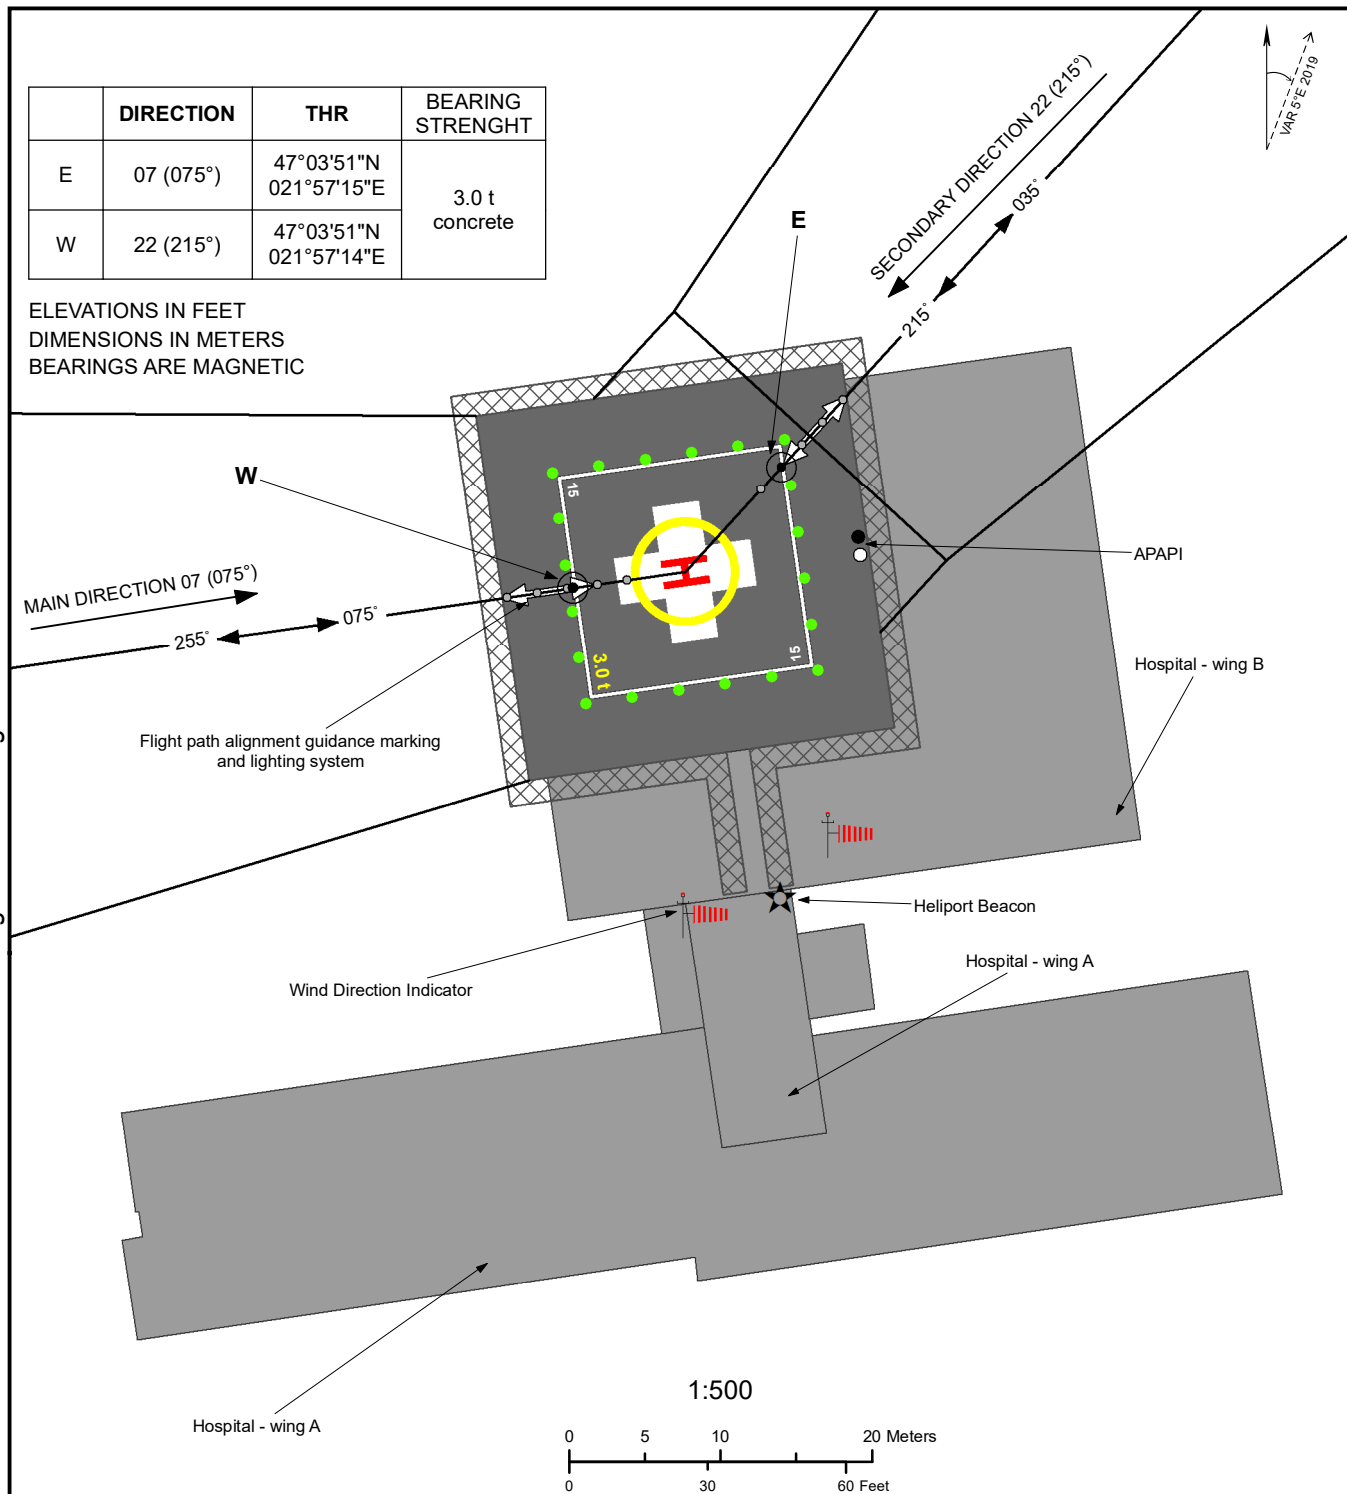 DIRECTION THR BEARING
STRENGHT
E 07 (075°) 47°03'51"N
021°57'15"E
3.0 t
concrete
W 22 (215°) 47°03'51"N
021°57'14"E
ELEVATIONS IN FEET
DIMENSIONS IN METERS
BEARINGS ARE MAGNETIC
VAR 5°E 2019
SECONDARY DIRECTION 22 (215°)
035°
215°
E
W
15
15
3.0 t
H
APAPI
MAIN DIRECTION 07 (075°)
255°
075°
Hospital - wing B
Flight path alignment guidance marking
and lighting system
Heliport Beacon
Wind Direction Indicator
Hospital - wing A
Hospital - wing A
1:500
0 5 10 20 Meters
0 30 60 Feet